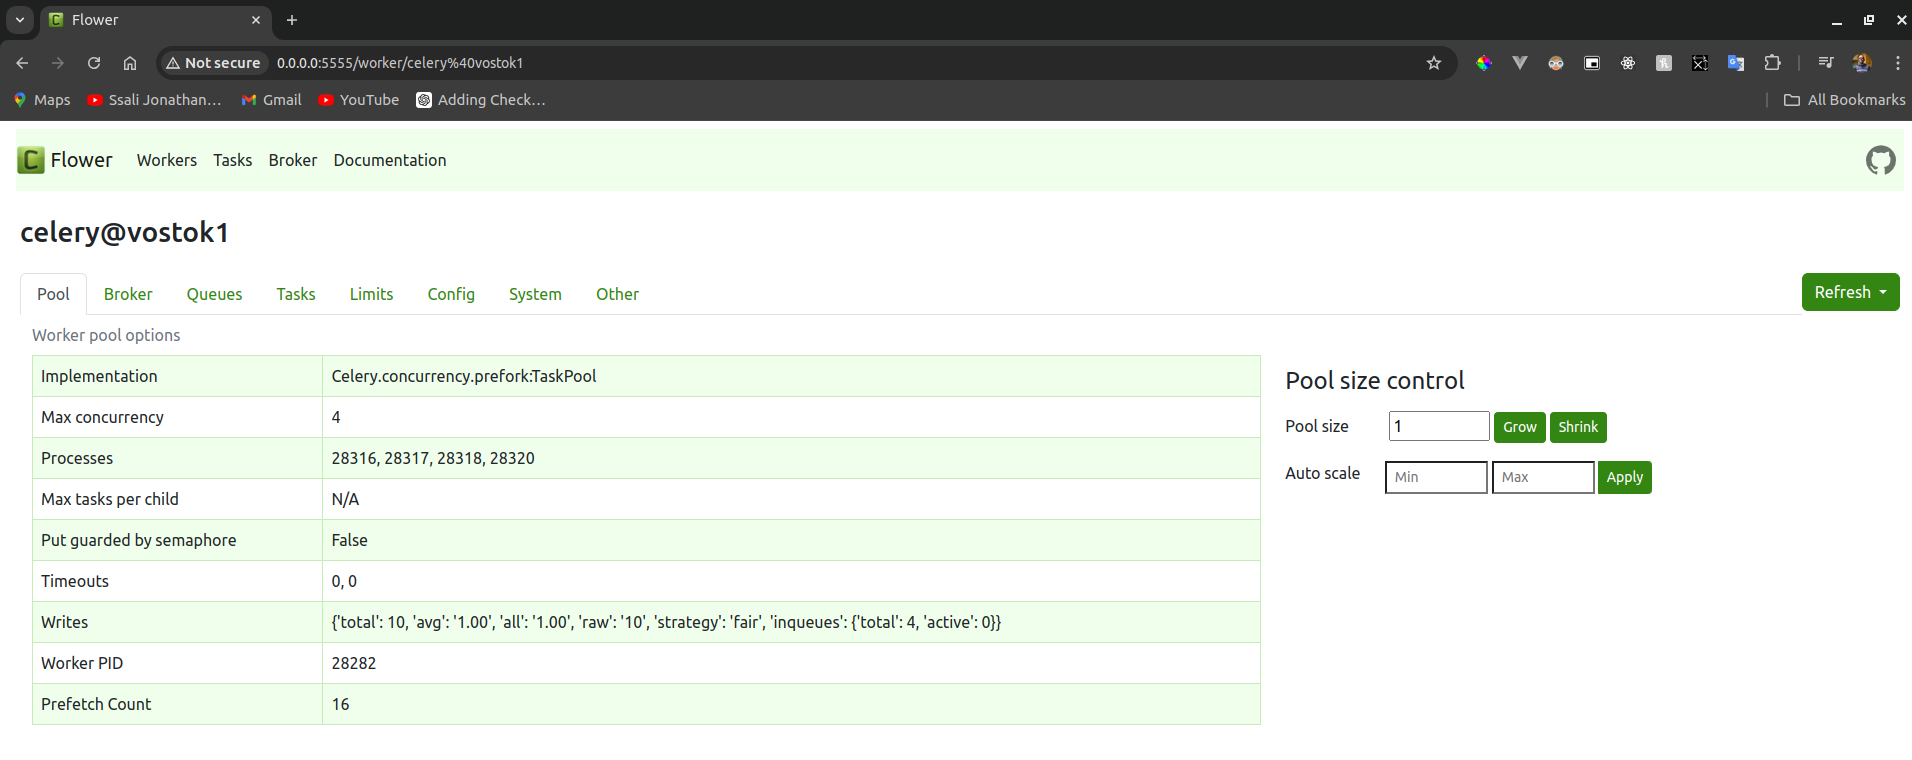 Flower
Not secure 0.0.0.0:5555/worker/celery%40vostok1
Maps Ssali Jonathan... Gmail YouTube Adding Check... All Bookmarks
C Flower Workers Tasks Broker Documentation
celery@vostok1
Pool Broker Queues Tasks Limits Config System Other Refresh
Worker pool options
Implementation Celery.concurrency.prefork:TaskPool
Max concurrency 4
Processes 28316, 28317, 28318, 28320
Max tasks per child N/A
Put guarded by semaphore False
Timeouts 0, 0
Writes {'total': 10, 'avg': '1.00', 'all': '1.00', 'raw': '10', 'strategy': 'fair', 'inqueues': {'total': 4, 'active': 0}}
Worker PID 28282
Prefetch Count 16
Pool size control
Pool size 1 Grow Shrink
Auto scale Min Max Apply